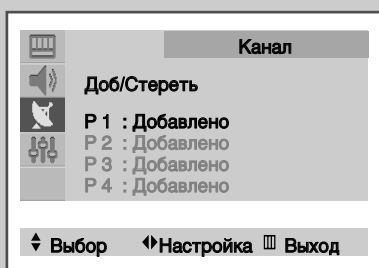 Канал
Доб/Стереть
P 1 : Добавлено
P 2 : Добавлено
P 3 : Добавлено
P 4 : Добавлено
Выбор Настройка Выход